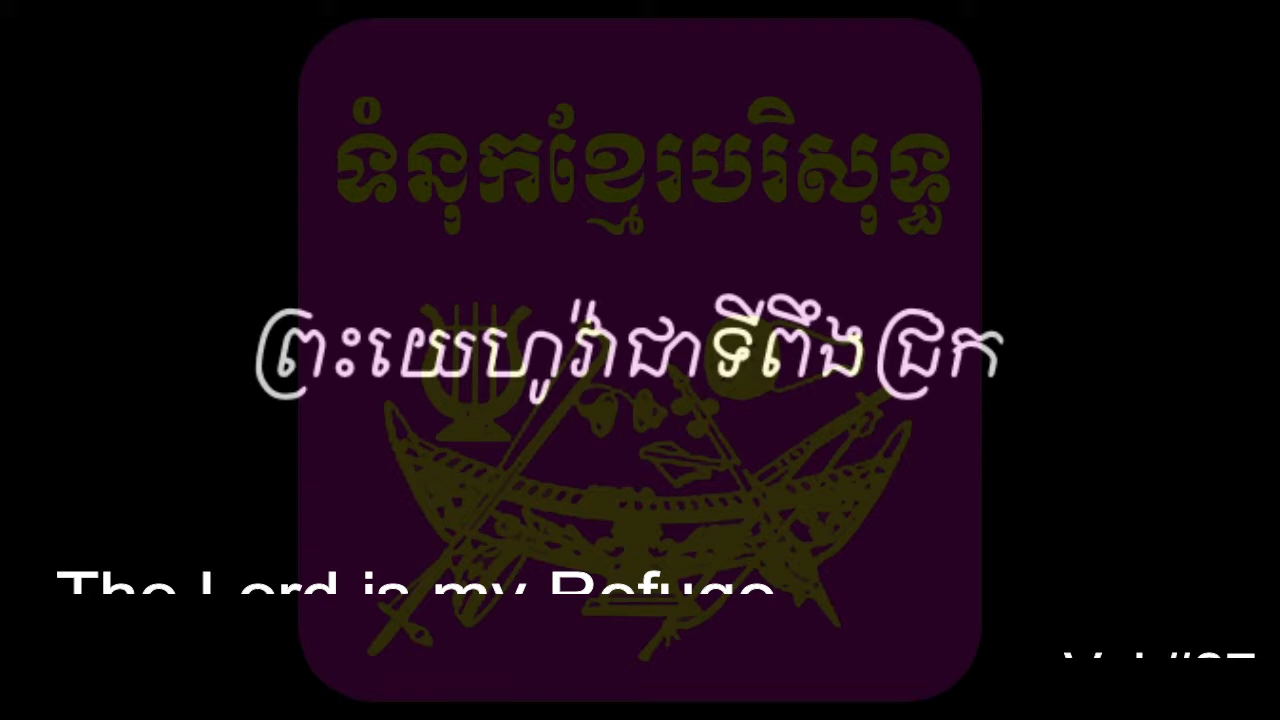 ទំនុកខ្មែរបរិសុទ្ធ
ព្រះយេហូវ៉ាជាទីពឹងជ្រក
The Lord is my Refuge